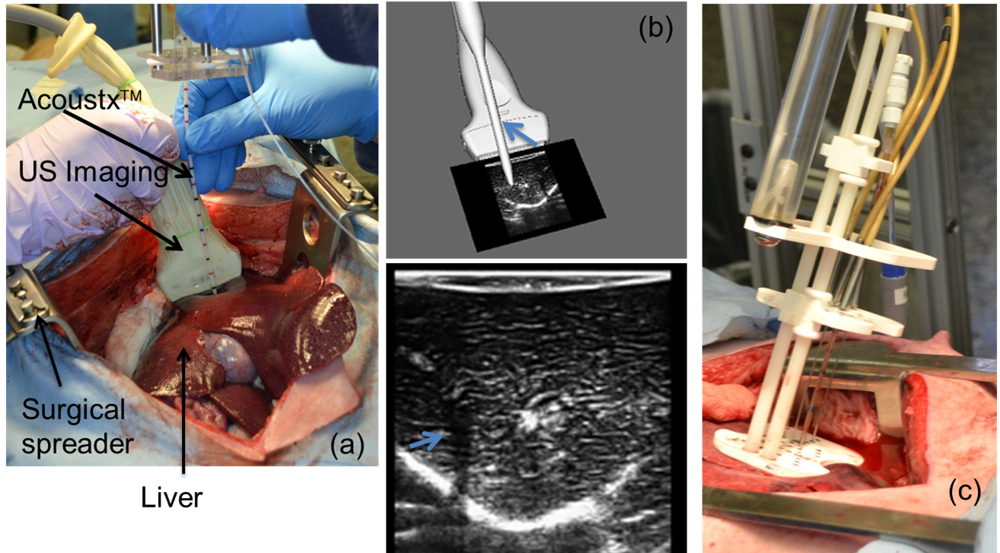 Acoustx™
US Imaging
Surgical
spreader
(a)
Liver
(b)
(c)